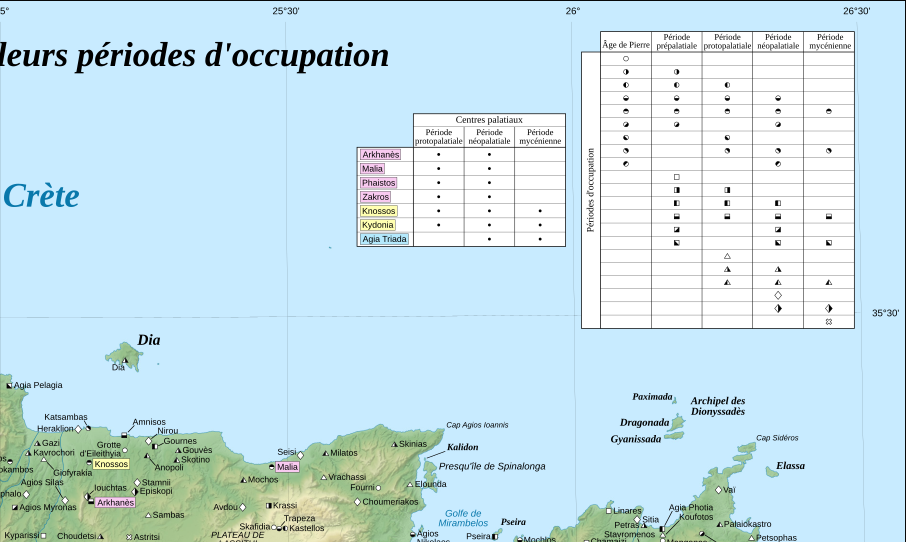 5°
25°30'
26°
26°30'
leurs périodes d'occupation
Crète
Centres palatiaux
Période protopalatiale
Période néopalatiale
Période mycénienne
Arkhanès
Malia
Phaistos
Zakros
Knossos
Kydonia
Agia Triada
Âge de Pierre
Période prépalatiale
Période protopalatiale
Période néopalatiale
Période mycénienne
Périodes d'occupation
35°30'
Dia
Dia
Agia Pelagia
Katsambas
Heraklion
Amnisos
Nirou
Gazi
Kavrochori
Grotte
d'Eileithyia
Gournes
Gouvès
Skotino
Knossos
Anopoli
Giofyrakia
okambos
Agios Silas
Stamnii
Episkopi
Iouchtas
Arkhanès
phalo
Agios Myronas
Sambas
Kyparissi
Choudetsi
Astritsi
Seisi
Malia
Milatos
Skinias
Mochos
Vrachassi
Fourni
Elounda
Avdou
Krassi
Choumeriakos
Skafidia
Trapeza
Kastellos
PLATEAU DE
Cap Agios Ioannis
Kalidon
Presqu'île de Spinalonga
Golfe de
Mirabelos
Pseira
Pseira
Agios
Nikolaos
Mochlos
Paximada
Archipel des
Dionyssadès
Dragonada
Gyanissada
Cap Sidéros
Elassa
Vaï
Linares
Agia Photia
Sitia
Koufotos
Petras
Stavromenos
Palaiokastro
Petsophas
Chamaizi